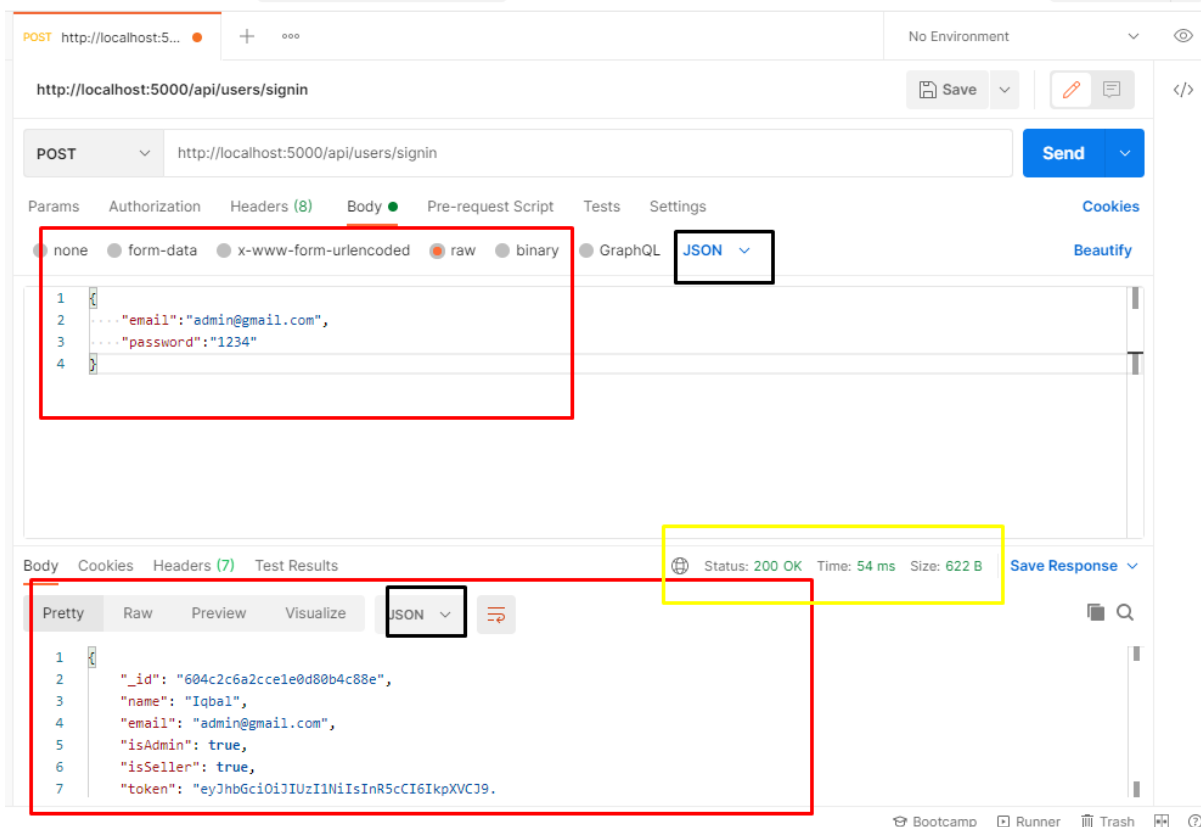 POST http://localhost:5...
No Environment
http://localhost:5000/api/users/signin
Save
</>
POST http://localhost:5000/api/users/signin Send
Params Authorization Headers (8) Body Pre-request Script Tests Settings Cookies
none form-data x-www-form-urlencoded raw binary GraphQL JSON Beautify
1 {
2 ····"email":"admin@gmail.com",
3 ····"password":"1234"
4 }
Body Cookies Headers (7) Test Results Status: 200 OK Time: 54 ms Size: 622 B Save Response
Pretty Raw Preview Visualize JSON
1 {
2 "_id": "604c2c6a2cce1e0d80b4c88e",
3 "name": "Iqbal",
4 "email": "admin@gmail.com",
5 "isAdmin": true,
6 "isSeller": true,
7 "token": "eyJhbGciOiJIUzI1NiIsInR5cCI6IkpXVCJ9.
Bootcamp Runner Trash